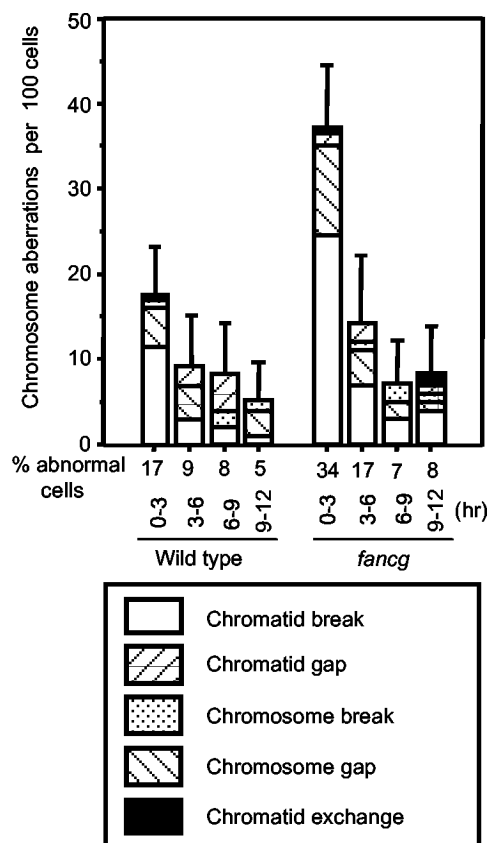 Chromosome aberrations per 100 cells
50
40
30
20
10
0
% abnormal cells
17 9 8 5 34 17 7 8
0-3 3-6 6-9 9-12 0-3 3-6 6-9 9-12 (hr)
Wild type fancg
Chromatid break
Chromatid gap
Chromosome break
Chromosome gap
Chromatid exchange